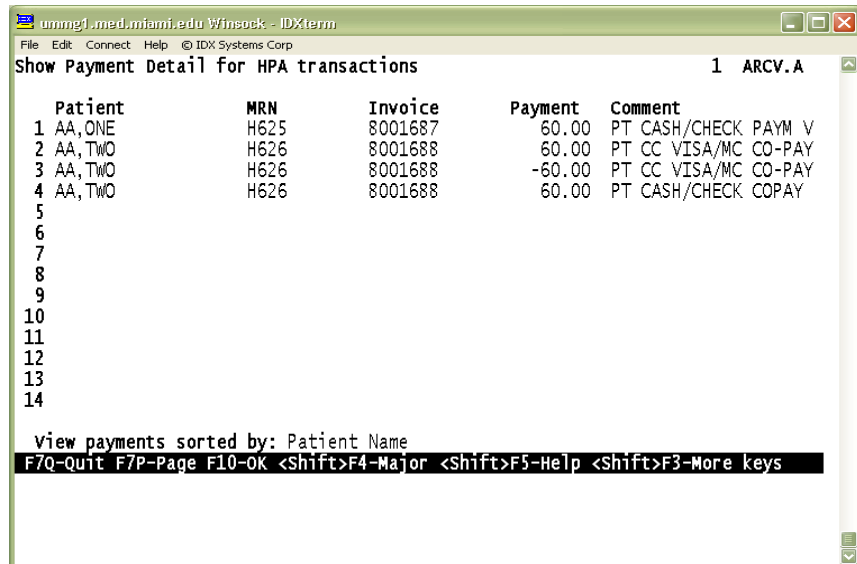 ummg1.med.miami.edu Winsock - IDXterm
File Edit Connect Help © IDX Systems Corp
Show Payment Detail for HPA transactions 1 ARCV.A
Patient MRN Invoice Payment Comment
1 AA,ONE H625 8001687 60.00 PT CASH/CHECK PAYM V
2 AA,TWO H626 8001688 60.00 PT CC VISA/MC CO-PAY
3 AA,TWO H626 8001688 -60.00 PT CC VISA/MC CO-PAY
4 AA,TWO H626 8001688 60.00 PT CASH/CHECK COPAY
5
6
7
8
9
10
11
12
13
14
View payments sorted by: Patient Name
F7Q-Quit F7P-Page F10-OK <Shift>F4-Major <Shift>F5-Help <Shift>F3-More keys